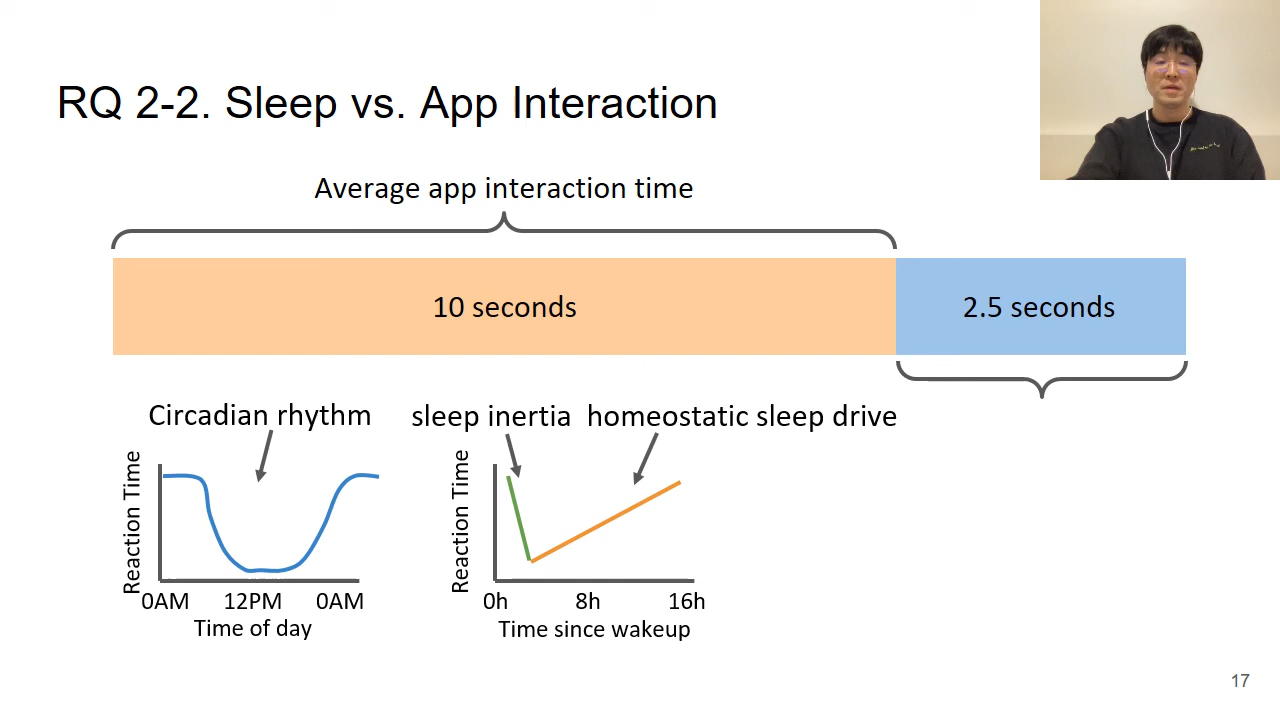 RQ 2-2. Sleep vs. App Interaction
Average app interaction time
10 seconds
2.5 seconds
Circadian rhythm
sleep inertia
homeostatic sleep drive
Reaction Time
0AM
12PM
0AM
Time of day
Reaction Time
0h
8h
16h
Time since wakeup
17